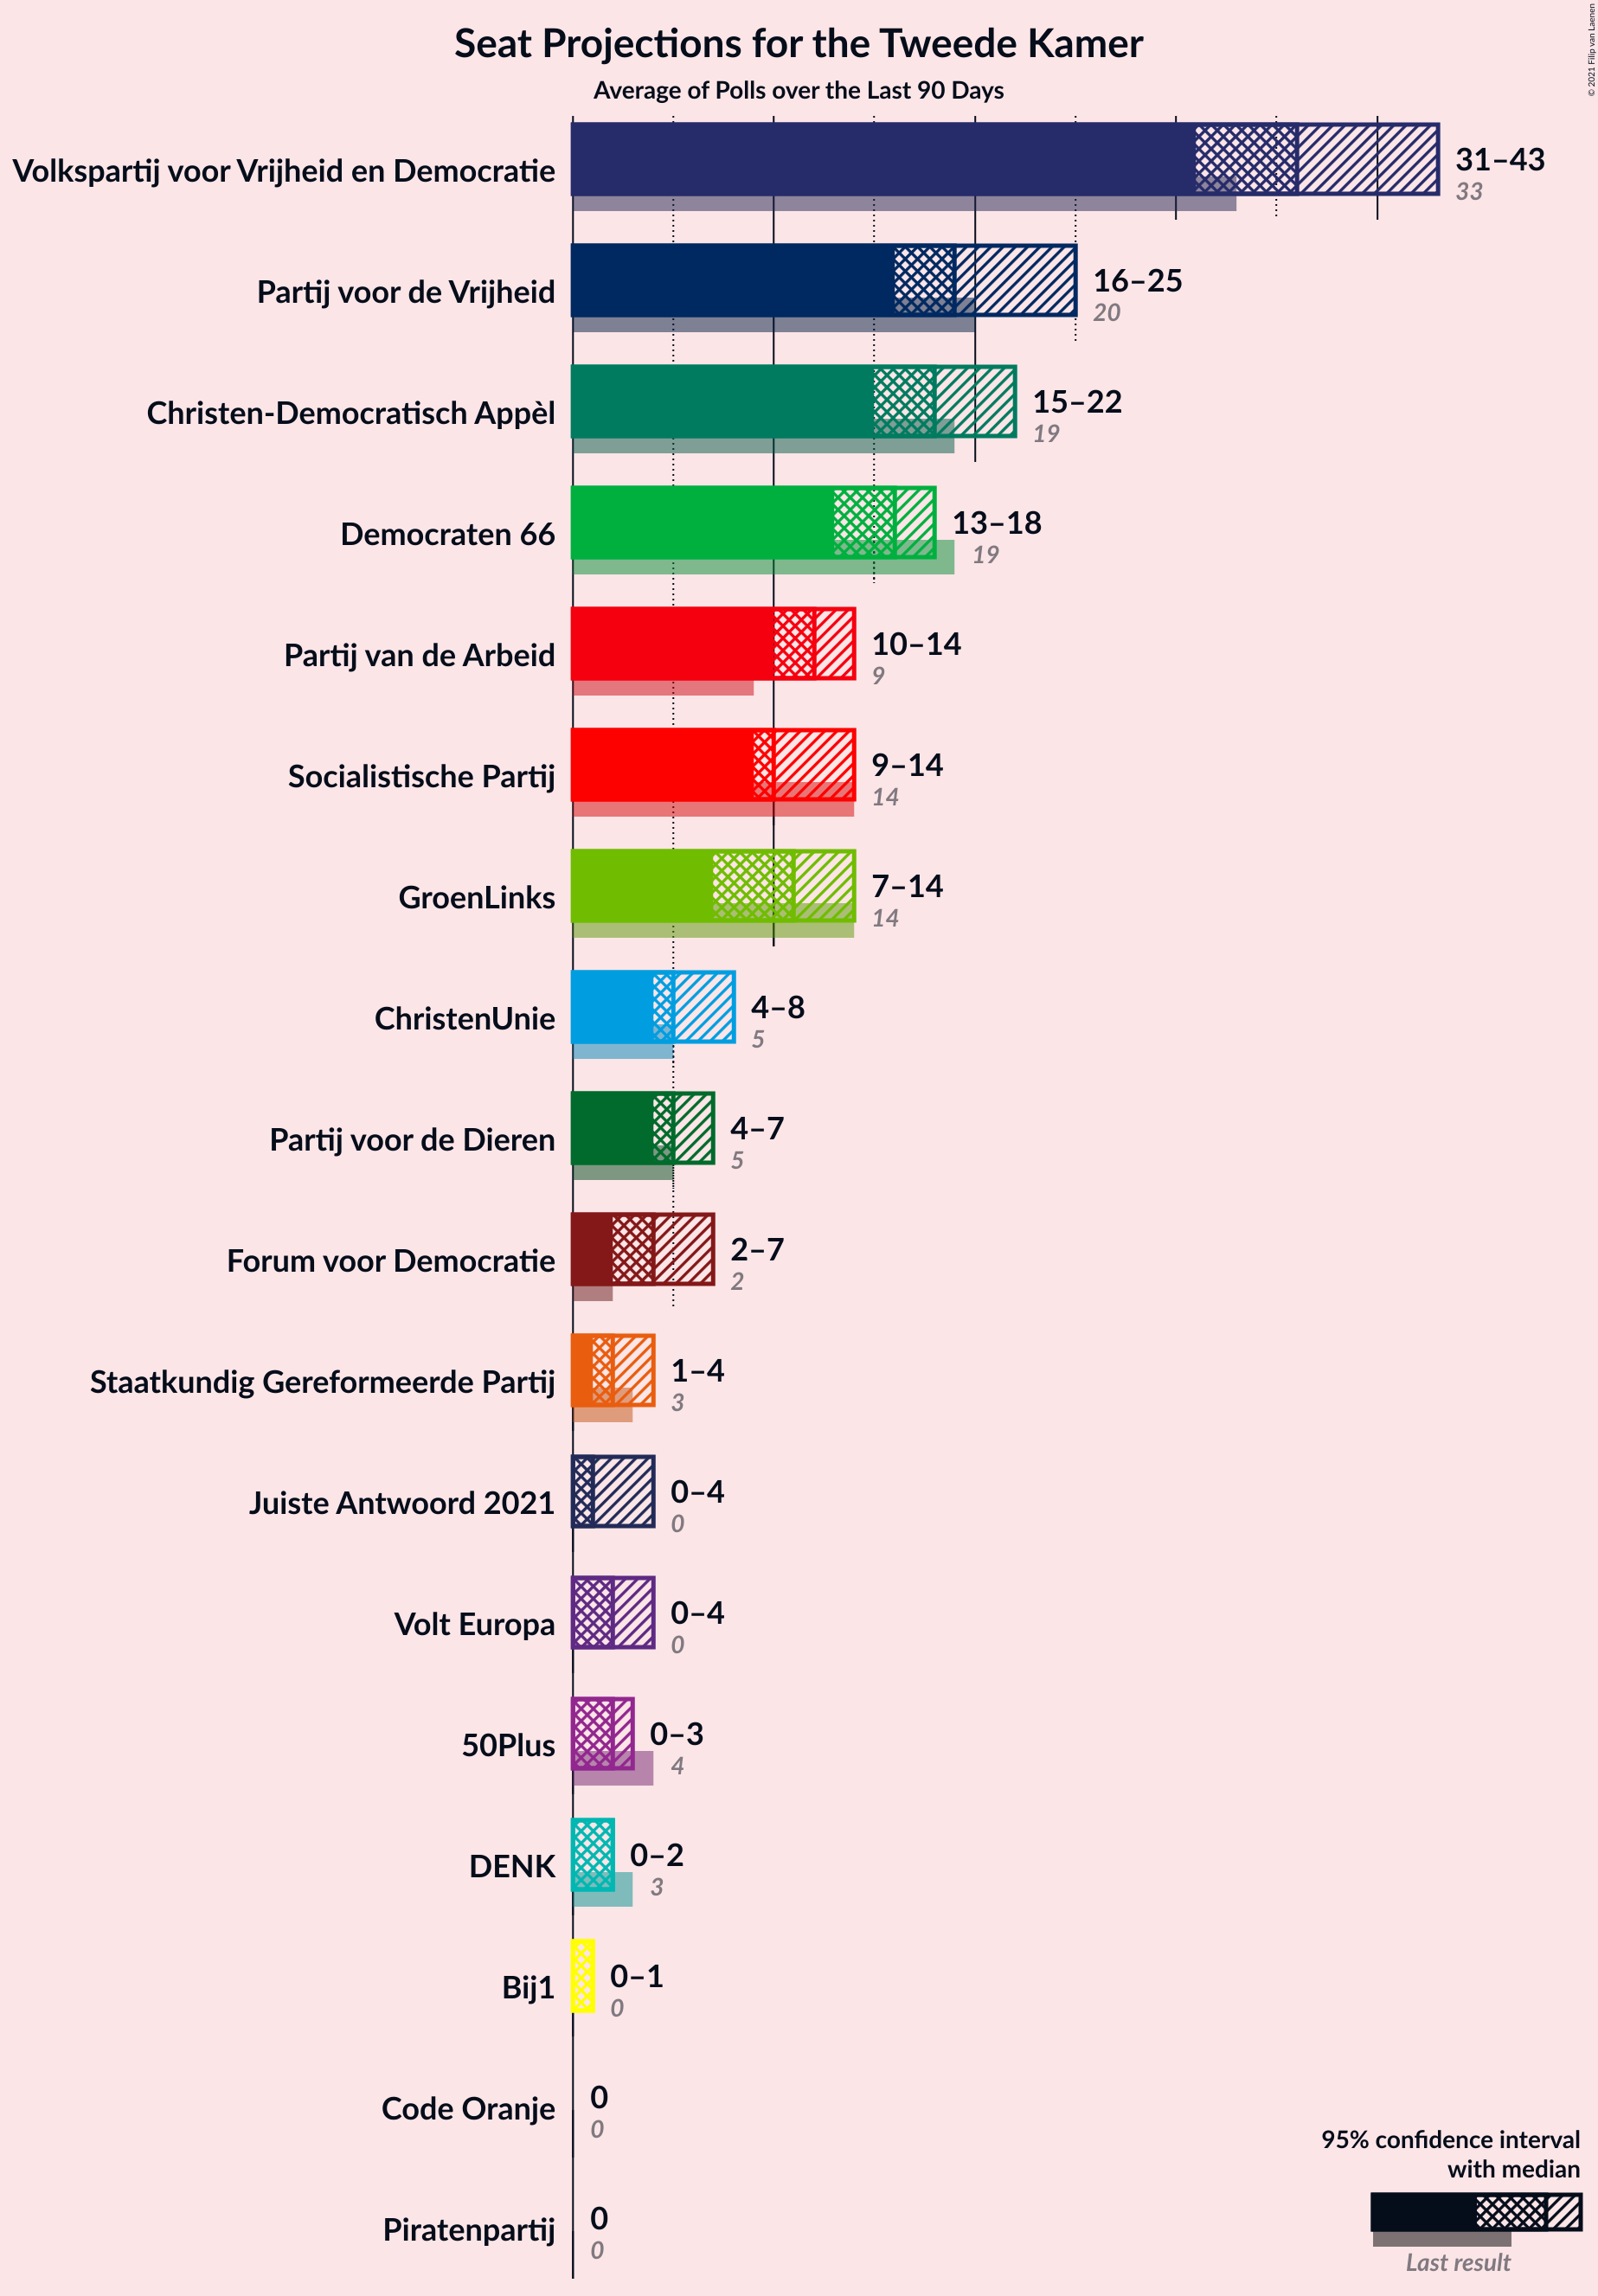 Seat Projections for the Tweede Kamer
Average of Polls over the Last 90 Days
© 2021 Filip van Laenen
Volkspartij voor Vrijheid en Democratie
31–43
33
Partij voor de Vrijheid
16–25
20
Christen-Democratisch Appèl
15–22
19
Democraten 66
13–18
19
Partij van de Arbeid
10–14
9
Socialistische Partij
9–14
14
GroenLinks
7–14
14
ChristenUnie
4–8
5
Partij voor de Dieren
4–7
5
Forum voor Democratie
2–7
2
Staatkundig Gereformeerde Partij
1–4
3
Juiste Antwoord 2021
0–4
0
Volt Europa
0–4
0
50Plus
0–3
4
DENK
0–2
3
Bij1
0–1
0
Code Oranje
0
0
Piratenpartij
0
0
95% confidence interval
with median
Last result